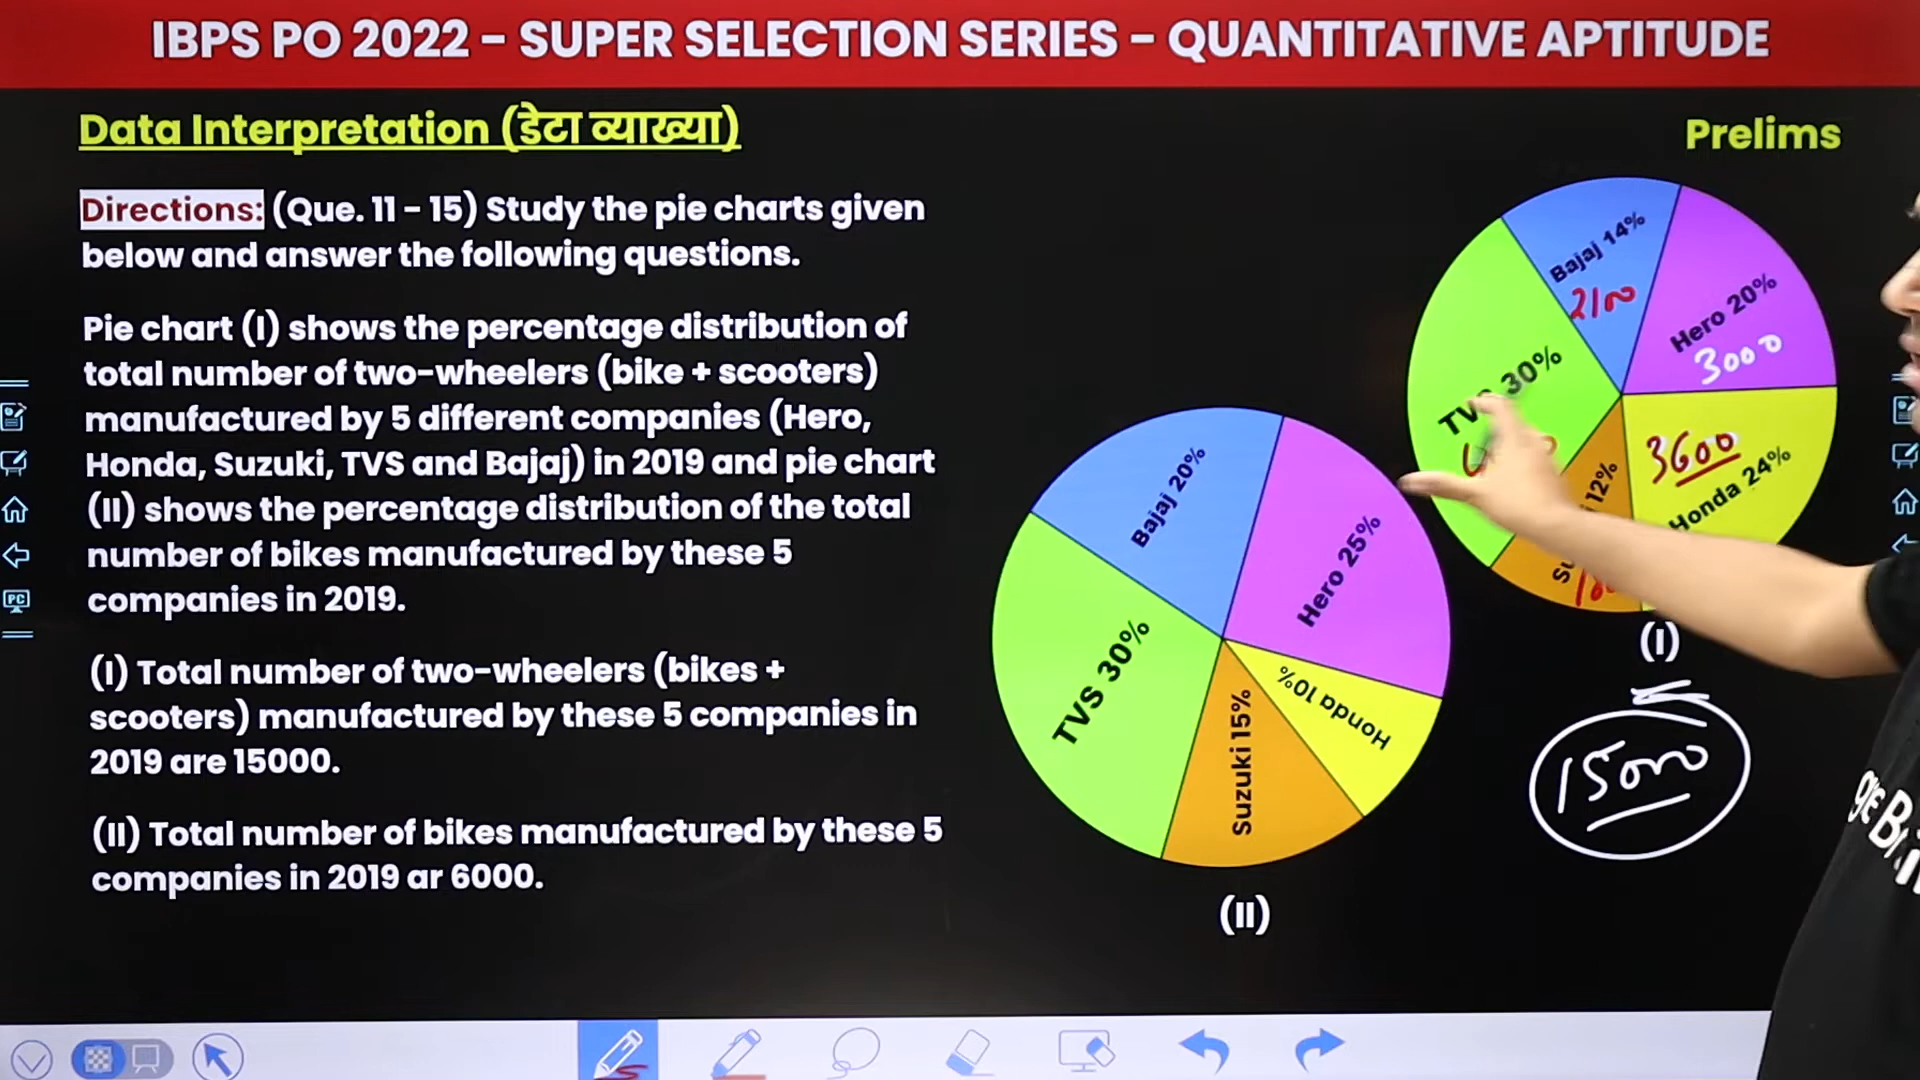 IBPS PO 2022 - SUPER SELECTION SERIES - QUANTITATIVE APTITUDE
Data Interpretation (डेटा व्याख्या)
Prelims
Directions: (Que. 11 - 15) Study the pie charts given
below and answer the following questions.
Pie chart (I) shows the percentage distribution of
total number of two-wheelers (bike + scooters)
manufactured by 5 different companies (Hero,
Honda, Suzuki, TVS and Bajaj) in 2019 and pie chart
(II) shows the percentage distribution of the total
number of bikes manufactured by these 5
companies in 2019.
(I) Total number of two-wheelers (bikes +
scooters) manufactured by these 5 companies in
2019 are 15000.
(II) Total number of bikes manufactured by these 5
companies in 2019 ar 6000.
Bajaj 20%
Hero 25%
TVS 30%
Suzuki 15%
Honda 10%
(II)
Bajaj 14%
2100
Hero 20%
3000
30%
3600
Honda 24%
12%
(I)
15000
PC